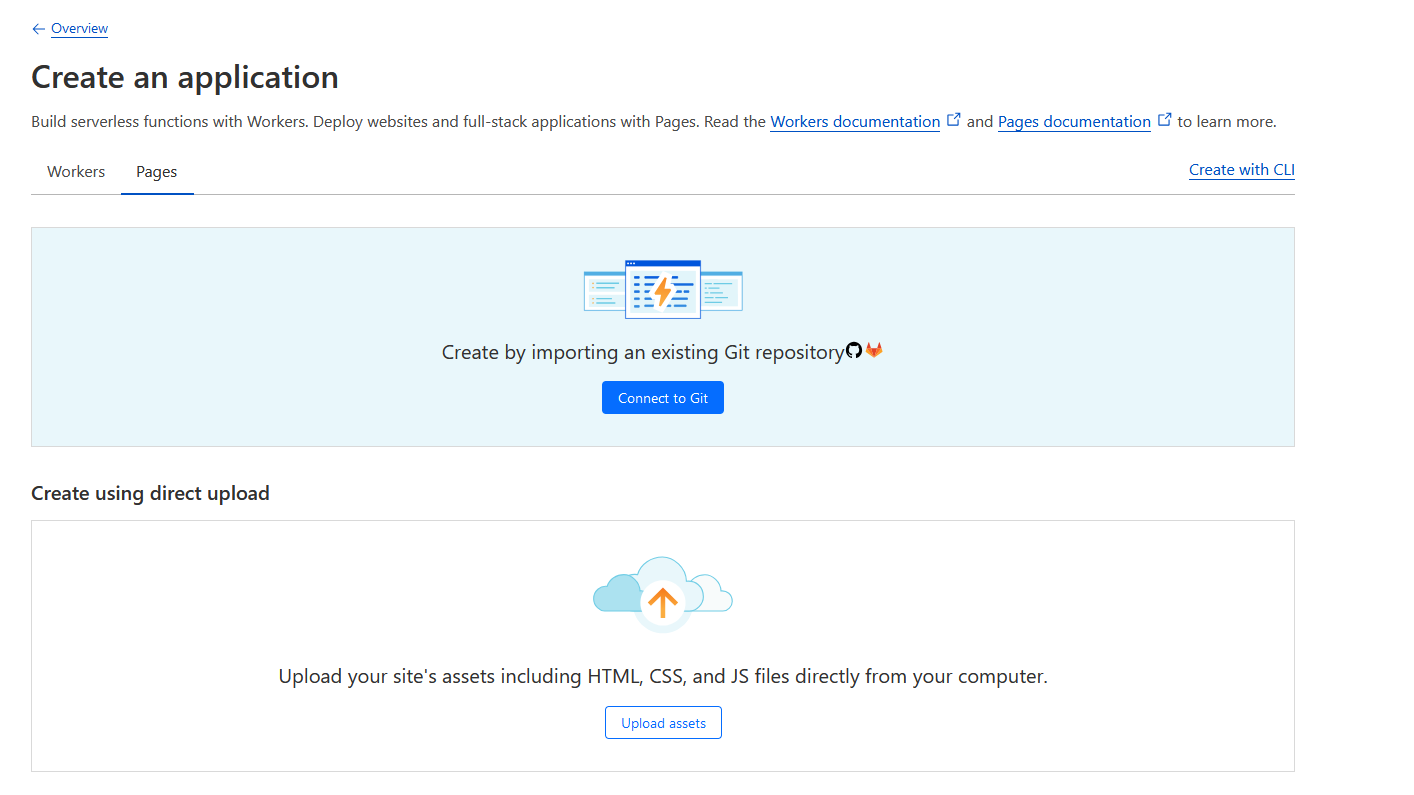 Overview
Create an application
Build serverless functions with Workers. Deploy websites and full-stack applications with Pages. Read the Workers documentation and Pages documentation to learn more.
Workers Pages Create with CLI
Create by importing an existing Git repository
Connect to Git
Create using direct upload
Upload your site's assets including HTML, CSS, and JS files directly from your computer.
Upload assets